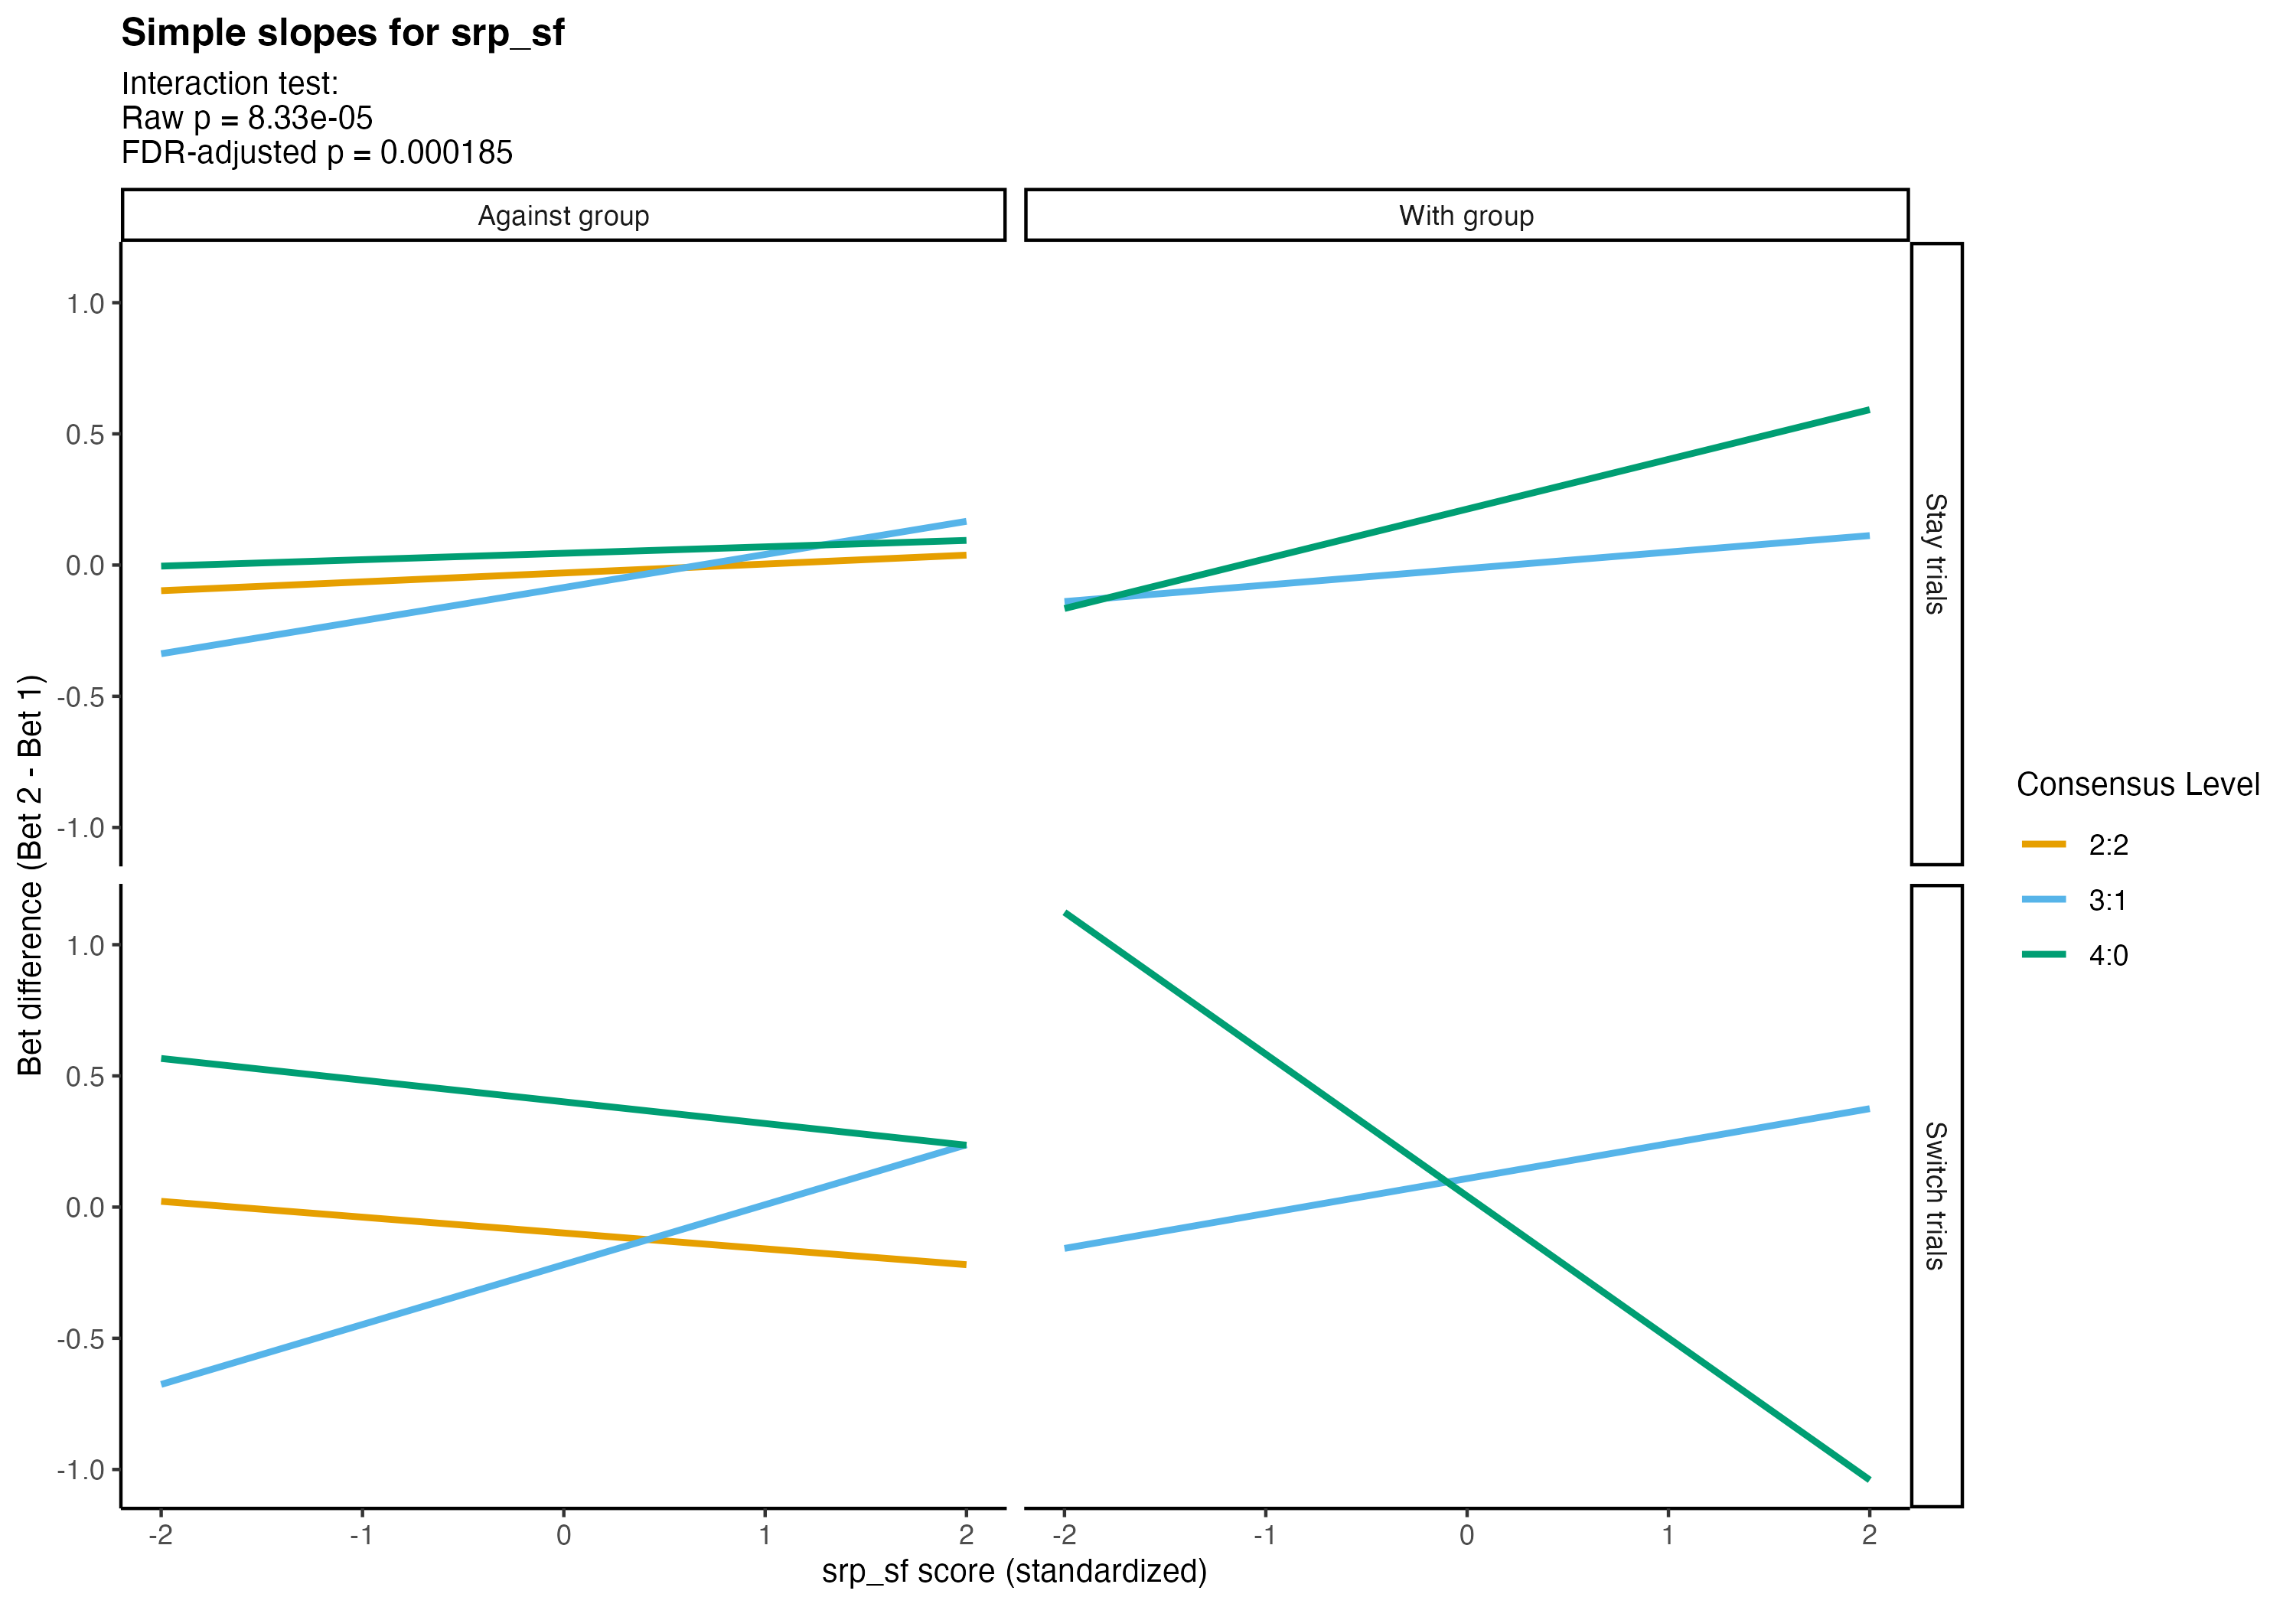 Simple slopes for srp_sf
Interaction test:
Raw p = 8.33e-05
FDR-adjusted p = 0.000185
Against group
With group
1.0
0.5
0.0
-0.5
-1.0
Stay trials
1.0
0.5
0.0
-0.5
-1.0
Switch trials
Bet difference (Bet 2 - Bet 1)
-2
-1
0
1
2
-2
-1
0
1
2
srp_sf score (standardized)
Consensus Level
2:2
3:1
4:0